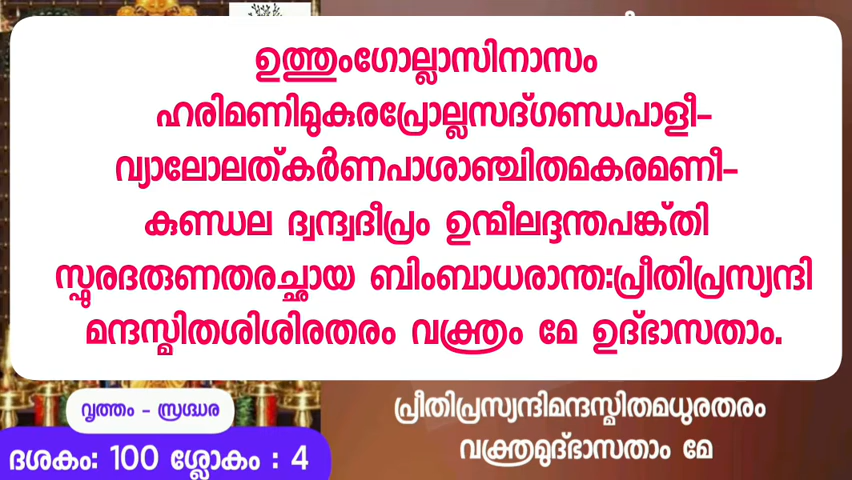 ഉത്തുംഗോല്ലാസിനാസം
ഹരിമണിമുകുരപ്രോല്ലസദ്ഗണ്ഡപാളീ-
വ്യാലോലത്കർണപാശാഞ്ചിതമകരമണീ-
കുണ്ഡല ദ്വന്ദ്വദീപ്രം ഉന്മീലദ്ദന്തപങ്ക്തി
സ്ഫുരദരുണതരച്ഛായ ബിംബാധരാന്ത:പ്രീതിപ്രസ്യന്ദി
മന്ദസ്മിതശിശിരതരം വക്ത്രം മേ ഉദ്ഭാസതാം.
വൃത്തം - സ്രഗ്ദ്ധര
ദശകം: 100 ശ്ലോകം : 4
പ്രീതിപ്രസ്യന്ദിമന്ദസ്മിതമധുരതരം
വക്ത്രമുദ്ഭാസതാം മേ